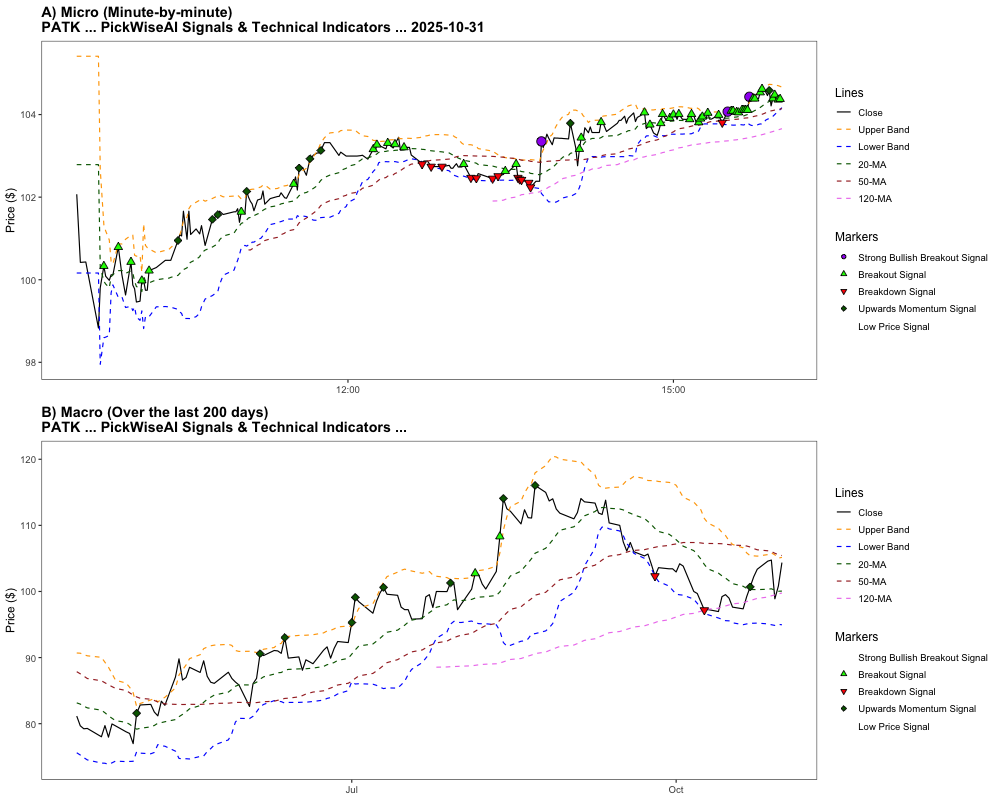 A) Micro (Minute-by-minute)
PATK ... PickWiseAI Signals & Technical Indicators ... 2025-10-31
Price ($)
104
102
100
98
12:00
15:00
Lines
Close
Upper Band
Lower Band
20-MA
50-MA
120-MA
Markers
Strong Bullish Breakout Signal
Breakout Signal
Breakdown Signal
Upwards Momentum Signal
Low Price Signal
B) Macro (Over the last 200 days)
PATK ... PickWiseAI Signals & Technical Indicators ...
Price ($)
120
110
100
90
80
Jul
Oct
Lines
Close
Upper Band
Lower Band
20-MA
50-MA
120-MA
Markers
Strong Bullish Breakout Signal
Breakout Signal
Breakdown Signal
Upwards Momentum Signal
Low Price Signal